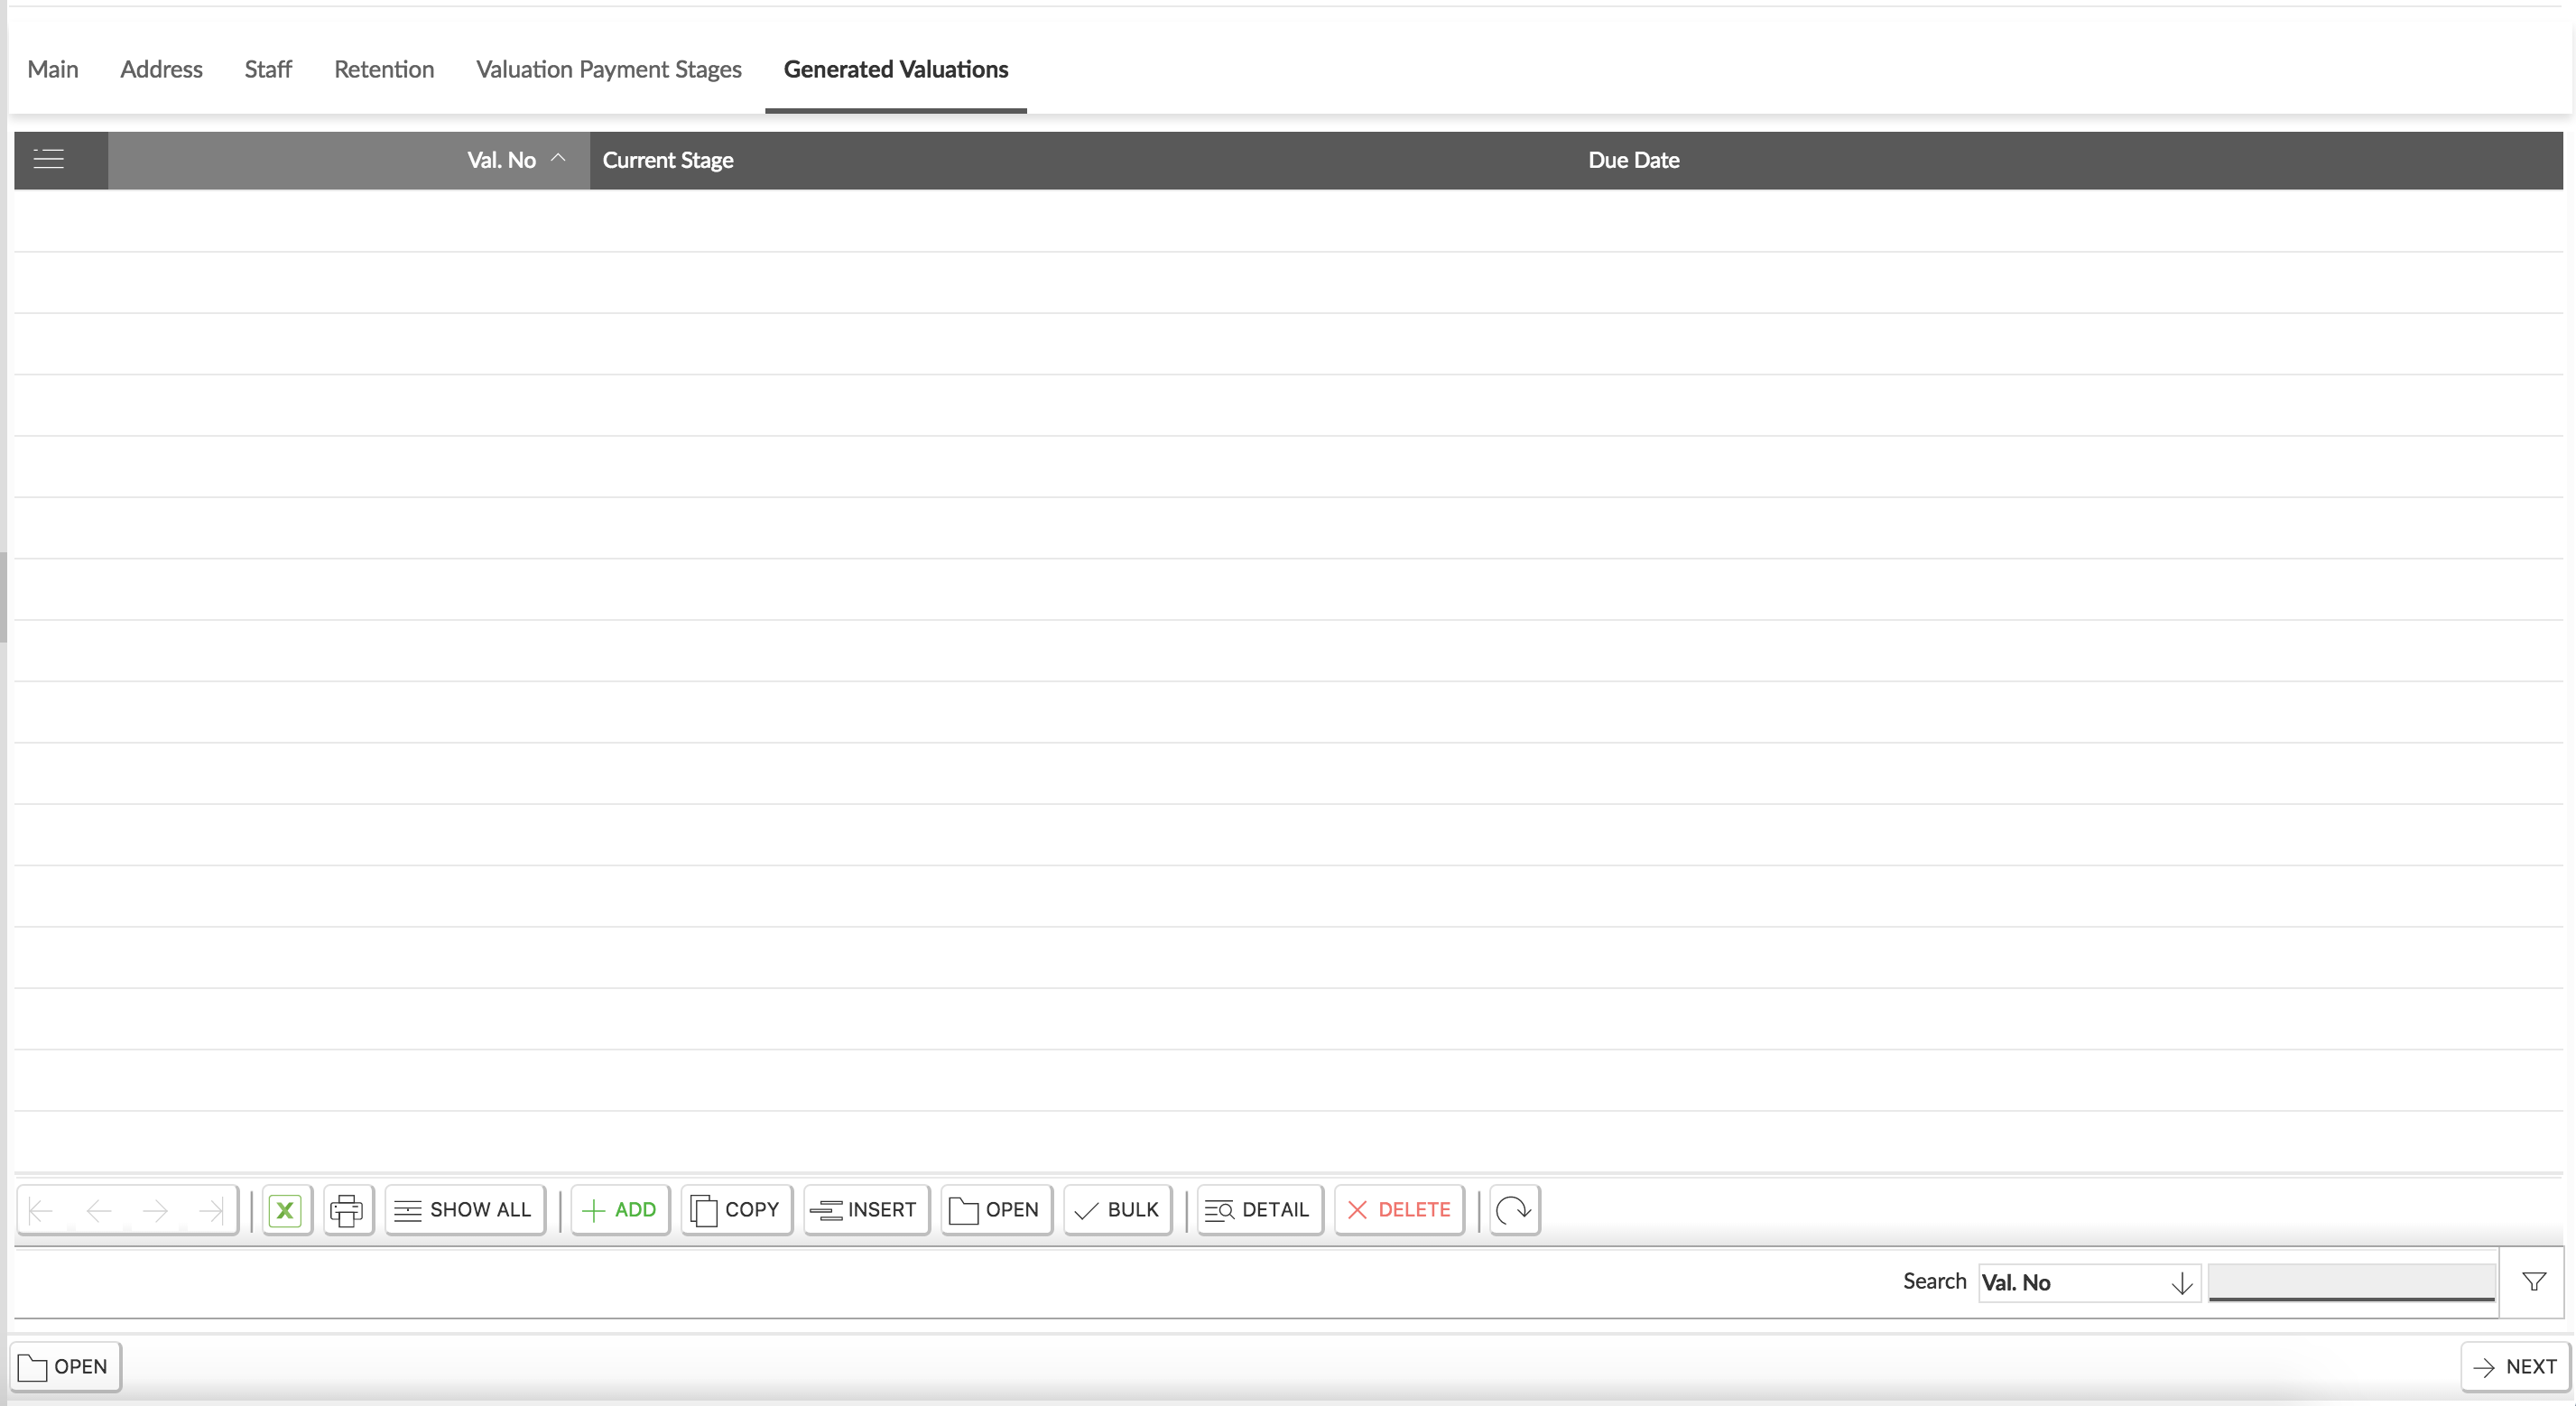 Main Address Staff Retention Valuation Payment Stages Generated Valuations
Val. No Current Stage Due Date
SHOW ALL ADD COPY INSERT OPEN BULK DETAIL DELETE
Search Val. No
OPEN NEXT